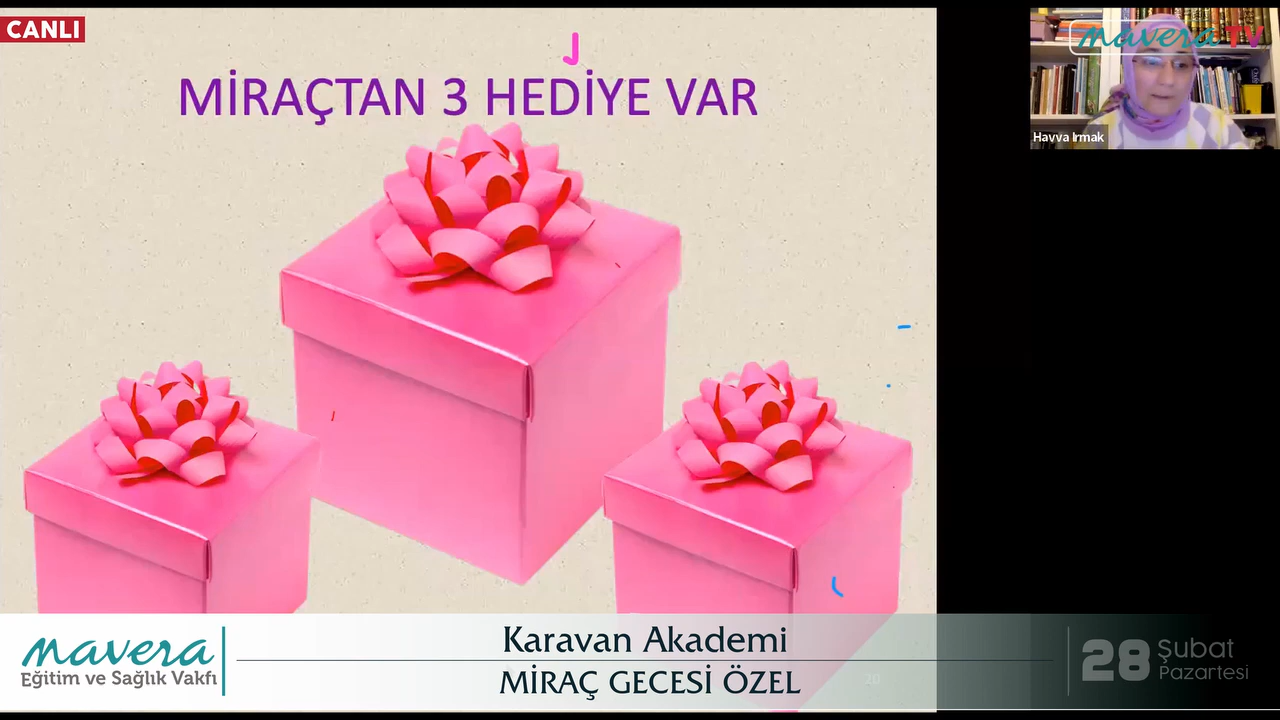 CANLI
MİRAÇTAN 3 HEDİYE VAR
mavera TV
Havva Irmak
mavera
Eğitim ve Sağlık Vakfı
Karavan Akademi
MİRAÇ GECESİ ÖZEL
20
28 Şubat
Pazartesi